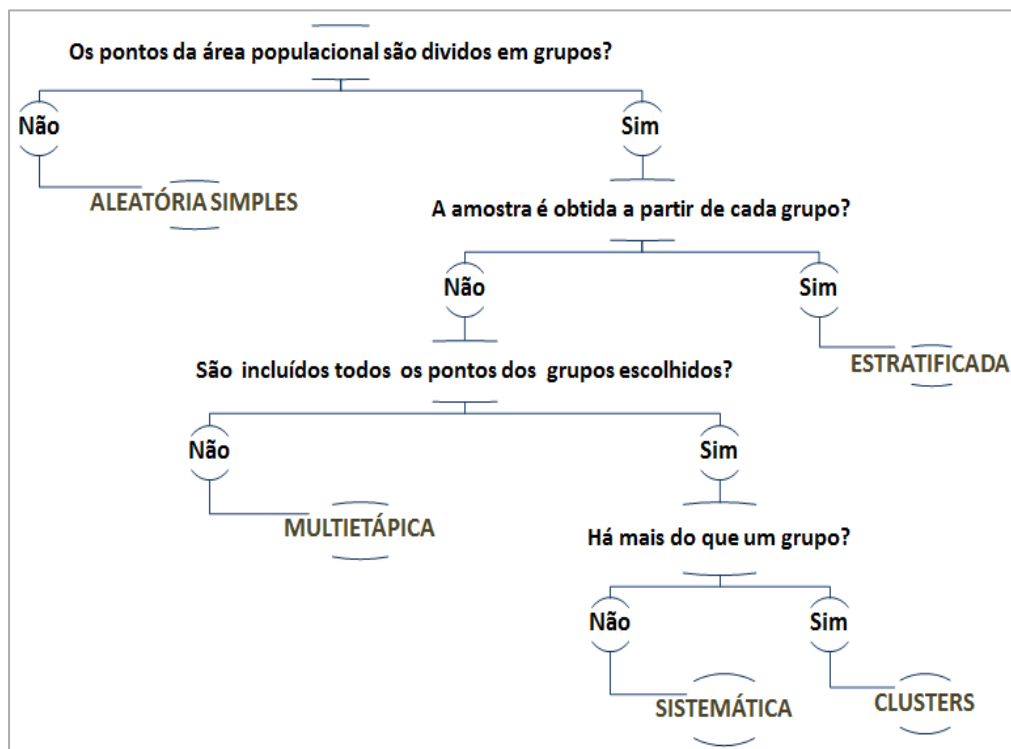 Os pontos da área populacional são dividos em grupos?
Não
Sim
ALEATÓRIA SIMPLES
A amostra é obtida a partir de cada grupo?
Não
Sim
ESTRATIFICADA
São incluídos todos os pontos dos grupos escolhidos?
Não
Sim
MULTIETÁPICA
Há mais do que um grupo?
Não
Sim
SISTEMÁTICA
CLUSTERS